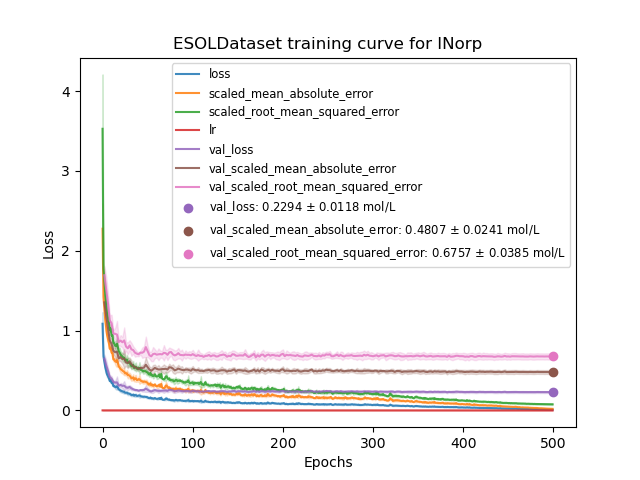 ESOLDataset training curve for INorp
loss
scaled_mean_absolute_error
scaled_root_mean_squared_error
lr
val_loss
val_scaled_mean_absolute_error
val_scaled_root_mean_squared_error
val_loss: 0.2294 ± 0.0118 mol/L
val_scaled_mean_absolute_error: 0.4807 ± 0.0241 mol/L
val_scaled_root_mean_squared_error: 0.6757 ± 0.0385 mol/L
Loss
4
3
2
1
0
0 100 200 300 400 500
Epochs